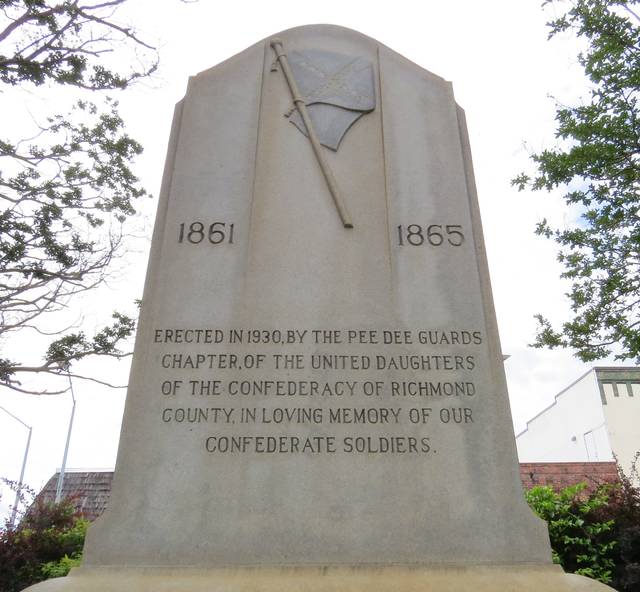 1861 1865
ERECTED IN 1930, BY THE PEE DEE GUARDS
CHAPTER, OF THE UNITED DAUGHTERS
OF THE CONFEDERACY OF RICHMOND
COUNTY, IN LOVING MEMORY OF OUR
CONFEDERATE SOLDIERS.